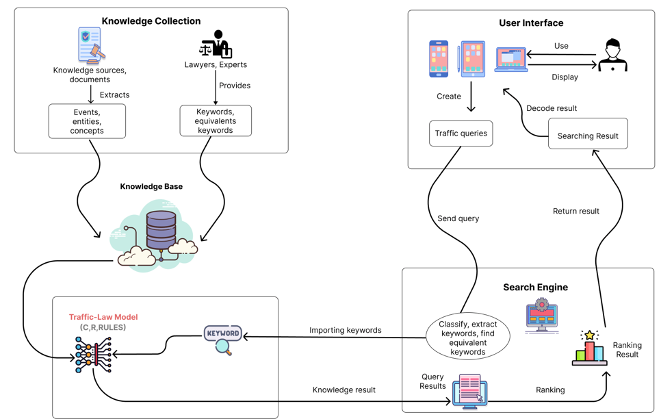 Knowledge Collection
Knowledge sources,
documents
Lawyers, Experts
Extracts
Provides
Events,
entities,
concepts
Keywords,
equivalents
keywords
Knowledge Base
User Interface
Use
Display
Create
Decode result
Traffic queries
Searching Result
Send query
Return result
Search Engine
Classify, extract
keywords, find
equivalent
keywords
Ranking
Result
Query
Results
Ranking
Traffic-Law Model
(C,R,RULES)
KEYWORD
Importing keywords
Knowledge result